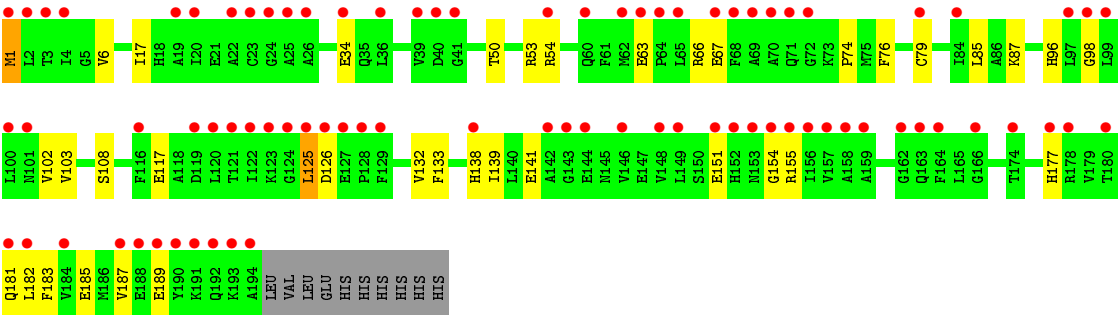 M1 L2 T3 I4 G5 V6 I17 H18 A19 I20 E21 A22 C23 G24 A25 A26 E34 Q35 L36 V39 D40 G41 T50 R53 R54 Q60 F61 M62 E63 P64 L65 R66 E67 F68 A69 A70 Q71 G72 K73 P74 M75 F76 C79 I84 L85 A86 K87 H96 L97 G98 L99
L100 N101 V102 V103 S108 F116 E117 A118 D119 L120 T121 I122 K123 G124 L125 D126 E127 P128 F129 V132 F133 H138 I139 L140 E141 A142 G143 E144 N145 V146 E147 V148 L149 S150 E151 H152 N153 G154 R155 I156 V157 A158 A159 G162 Q163 F164 L165 G166 T174 H177 R178 V179 T180
Q181 L182 F183 V184 E185 M186 V187 E188 E189 Y190 K191 Q192 K193 A194 LEU VAL LEU GLU HIS HIS HIS HIS HIS HIS